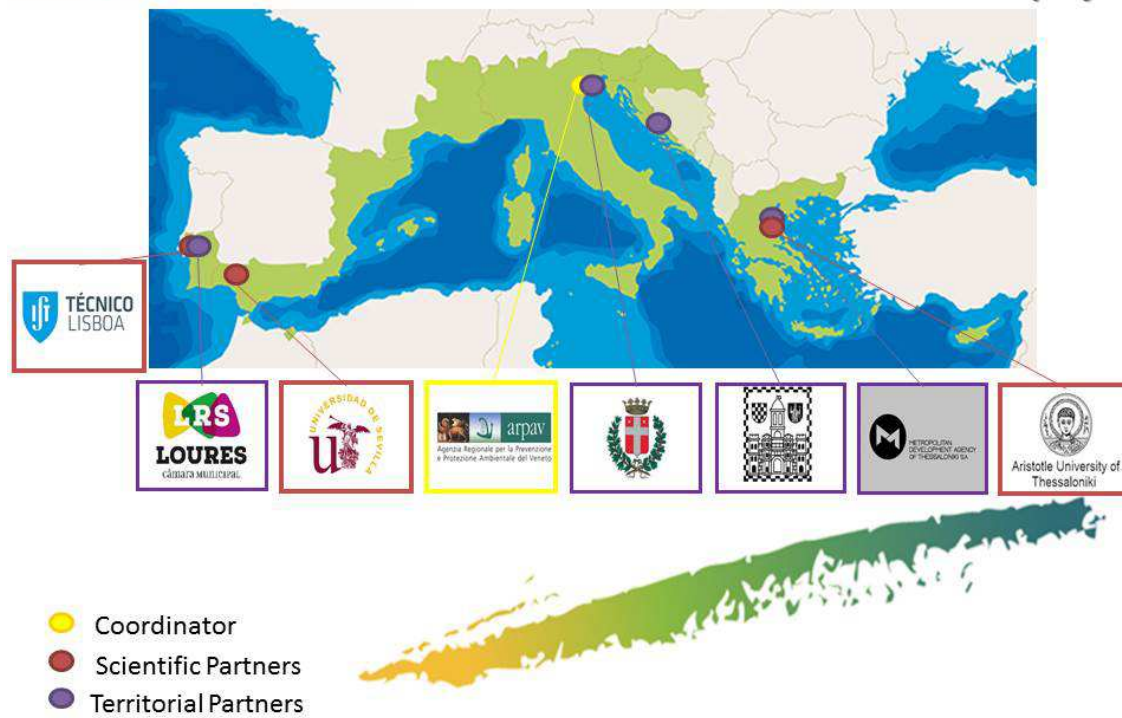 TÉCNICO
LISBOA
LRS
LOURES
CÂMARA MUNICIPAL
UNIVERSIDAD DE SEVILLA
arpav
Agenzia Regionale per la Prevenzione
e Protezione Ambientale del Veneto
METROPOLITAN
DEVELOPMENT AGENCY
OF THESSALONIKI SA
Aristotle University of
Thessaloniki
Coordinator
Scientific Partners
Territorial Partners